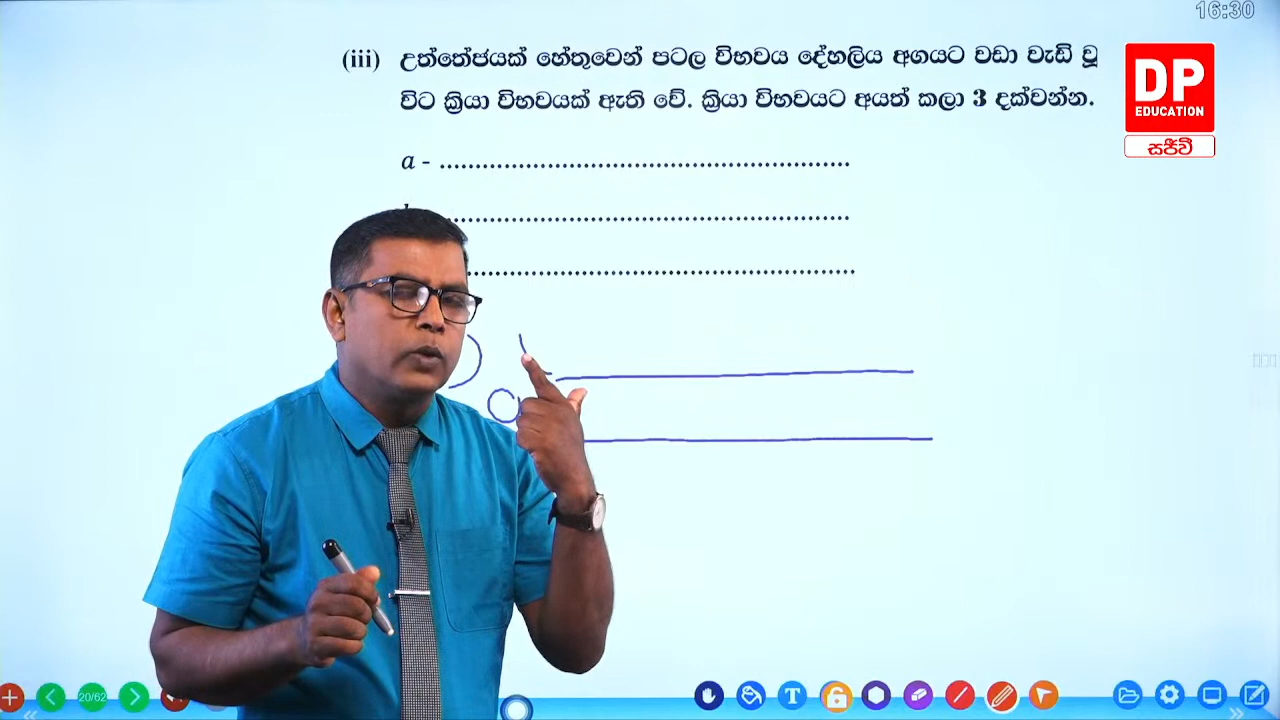 16:30
(iii) උත්තේජයක් හේතුවෙන් පටල විභවය දේහලිය අගයට වඩා වැඩි වූ
විට ක්‍රියා විභවයක් ඇති වේ. ක්‍රියා විභවයට අයත් කලා 3 දක්වන්න.
DP
EDUCATION
සජීවී
a - ..........................................................
..........................................................
..........................................................
20/62
T